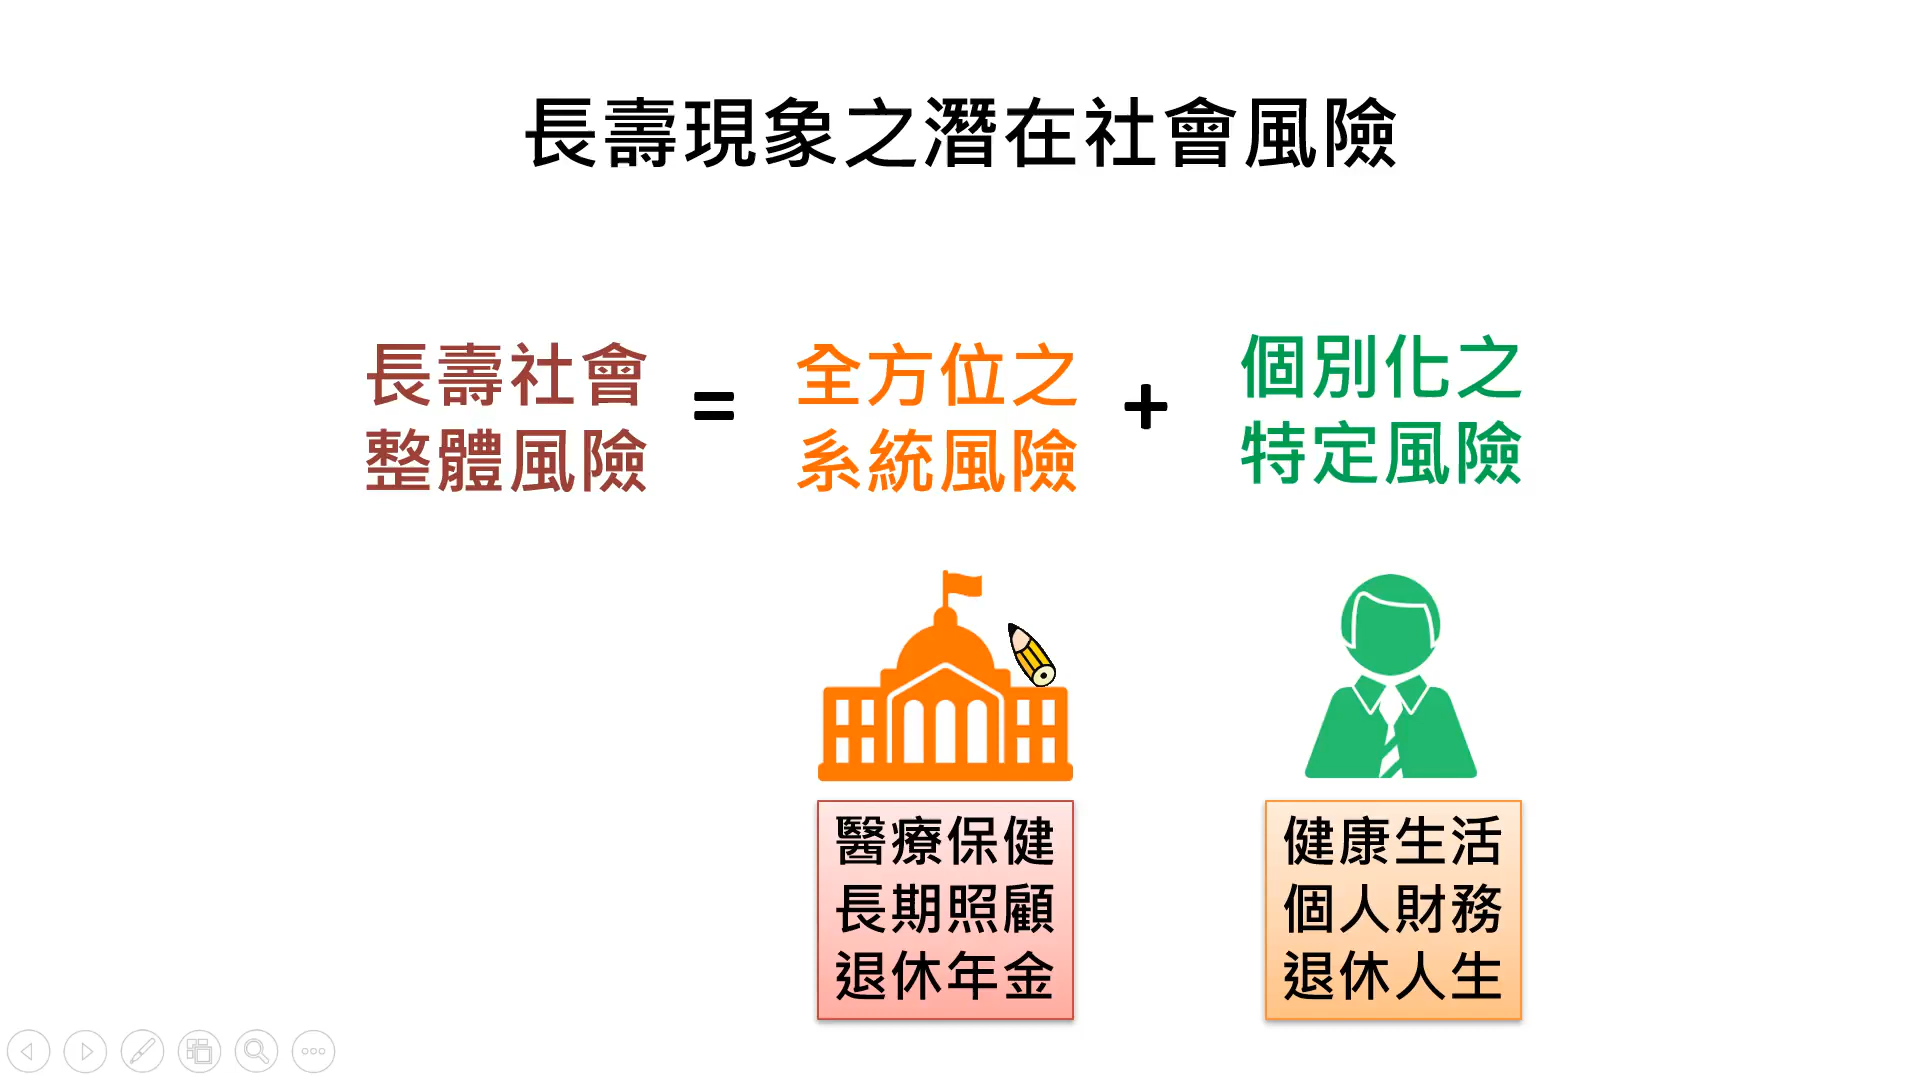 長壽現象之潛在社會風險
長壽社會
整體風險
=
全方位之
系統風險
+
個別化之
特定風險
醫療保健
長期照顧
退休年金
健康生活
個人財務
退休人生